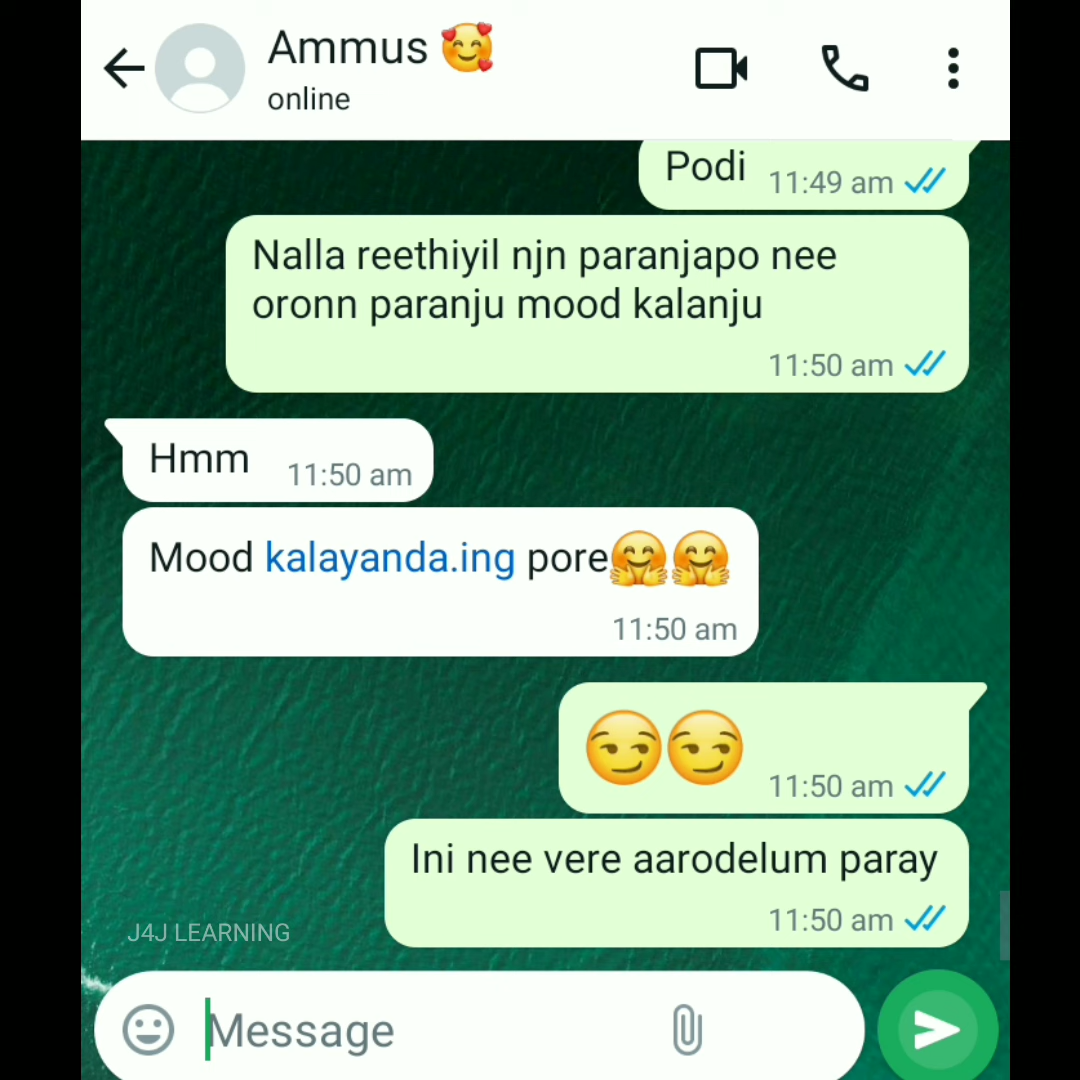 Ammus 🥰
online
Podi 11:49 am
Nalla reethiyil njn paranjapo nee
oronn paranju mood kalanju
11:50 am
Hmm 11:50 am
Mood kalayanda.ing pore🤗🤗
11:50 am
😏😏 11:50 am
Ini nee vere aarodelum paray
11:50 am
J4J LEARNING
Message